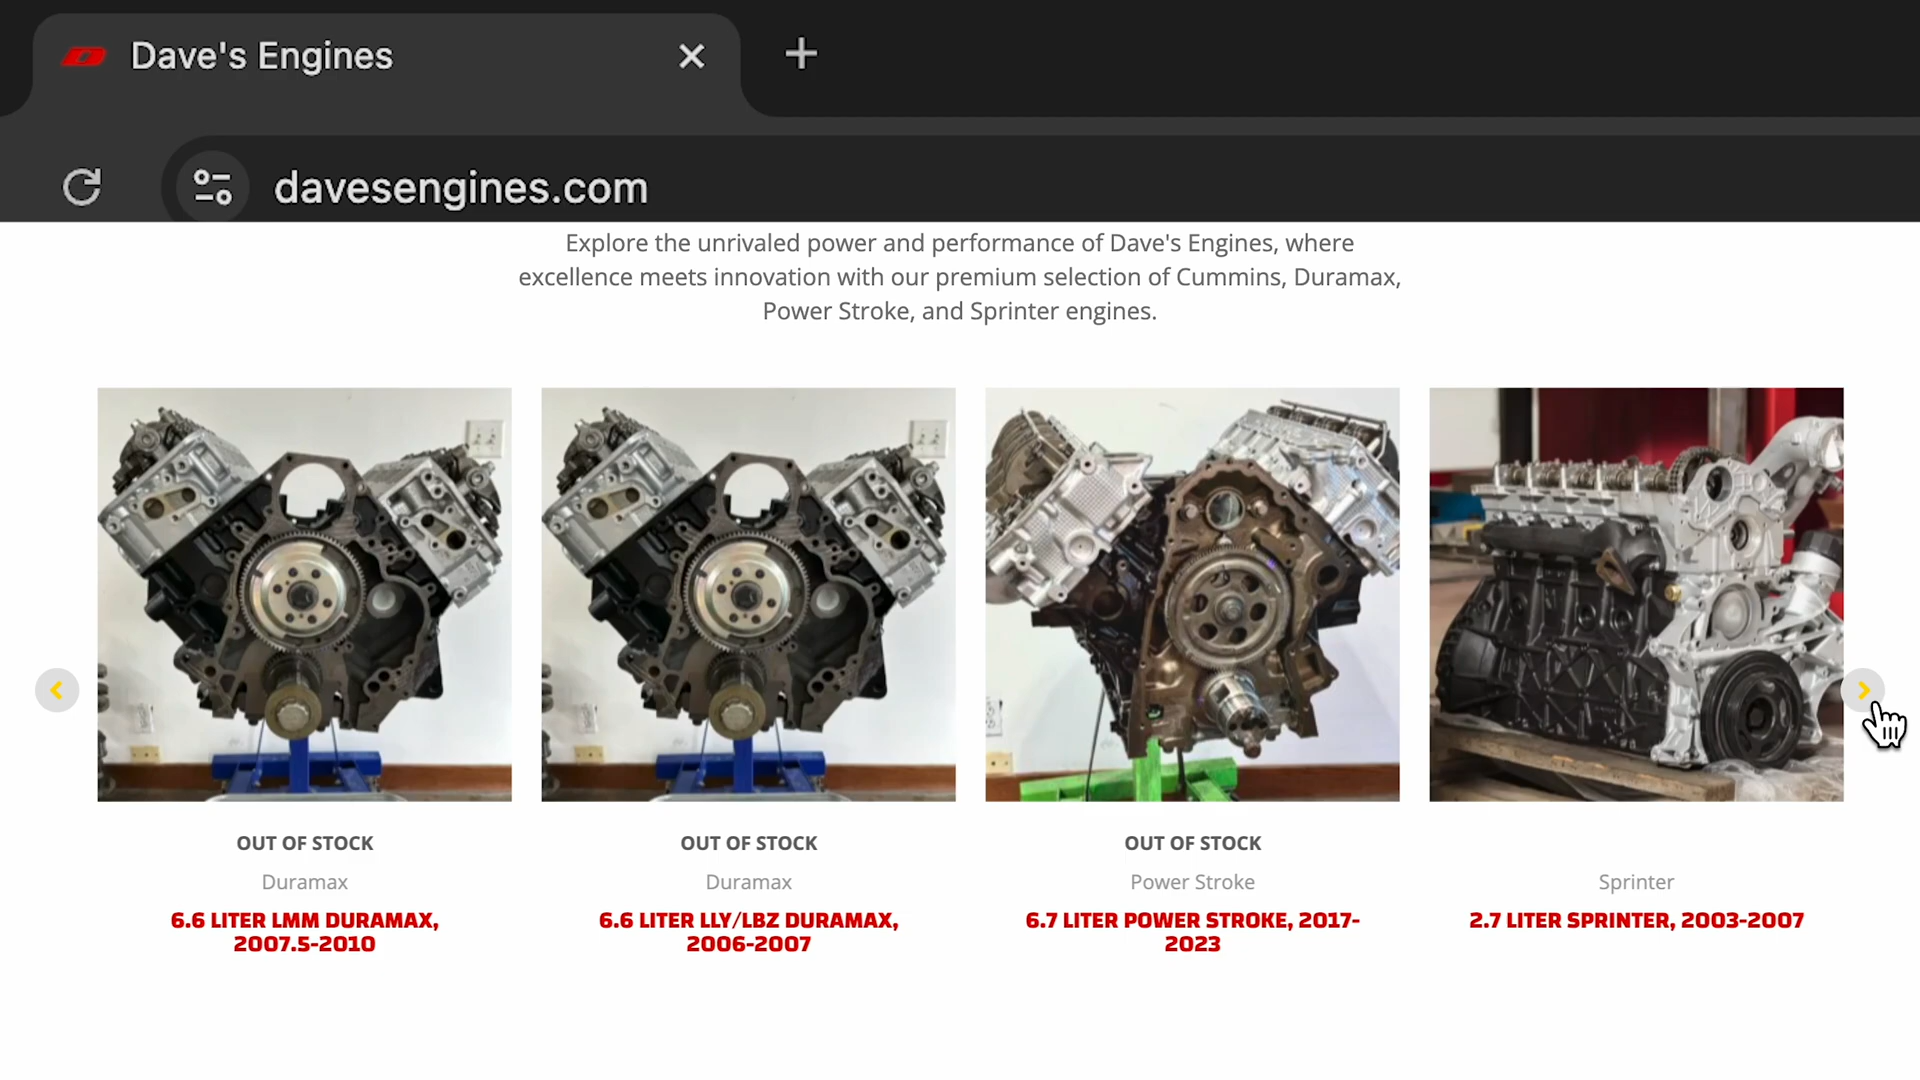 Dave's Engines
davesengines.com
Explore the unrivaled power and performance of Dave's Engines, where
excellence meets innovation with our premium selection of Cummins, Duramax,
Power Stroke, and Sprinter engines.
OUT OF STOCK
Duramax
6.6 LITER LMM DURAMAX,
2007.5-2010
OUT OF STOCK
Duramax
6.6 LITER LLY/LBZ DURAMAX,
2006-2007
OUT OF STOCK
Power Stroke
6.7 LITER POWER STROKE, 2017-
2023
Sprinter
2.7 LITER SPRINTER, 2003-2007